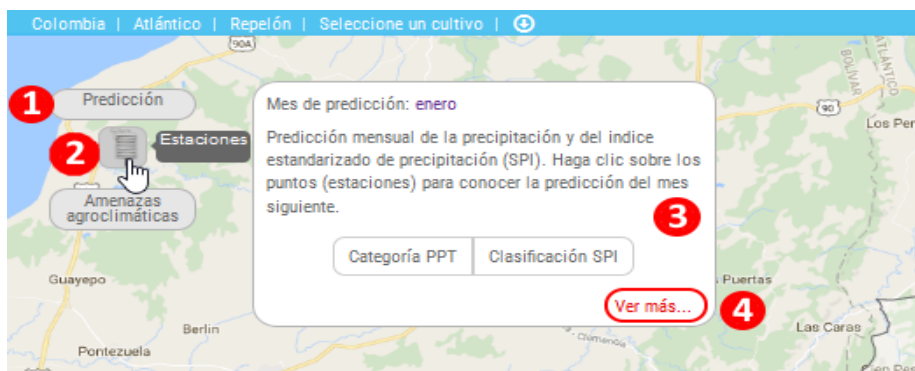 Colombia | Atlántico | Repelón | Seleccione un cultivo |
90A
BOLÍVAR
ATLÁNTICO
1
Predicción
2
Estaciones
Amenazas
agroclimáticas
Mes de predicción: enero
Predicción mensual de la precipitación y del indice
estandarizado de precipitación (SPI). Haga clic sobre los
puntos (estaciones) para conocer la predicción del mes
siguiente.
3
Categoría PPT
Clasificación SPI
Ver más...
4
90
Los Per
Guayepo
Puertas
Berlin
Las Caras
Pontezuela